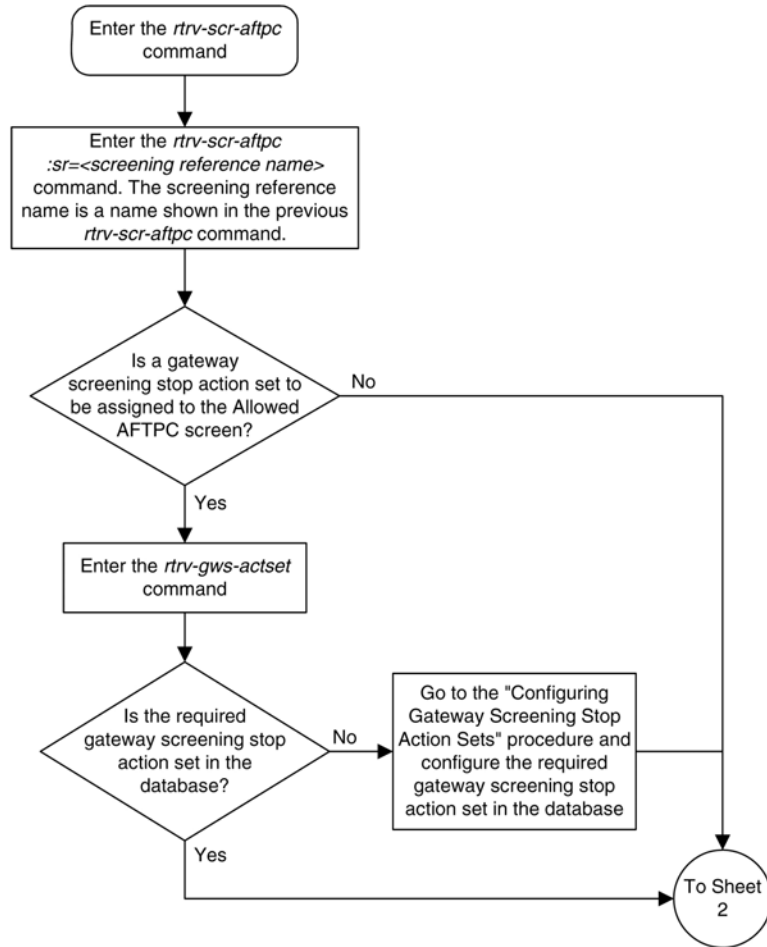 Enter the rtrv-scr-aftpc
command
Enter the rtrv-scr-aftpc
:sr=<screening reference name>
command. The screening reference
name is a name shown in the previous
rtrv-scr-aftpc command.
Is a gateway
screening stop action set to
be assigned to the Allowed
AFTPC screen?
No
Yes
Enter the rtrv-gws-actset
command
Is the required
gateway screening stop
action set in the
database?
No
Go to the "Configuring
Gateway Screening Stop
Action Sets" procedure and
configure the required
gateway screening stop
action set in the database
Yes
To Sheet
2